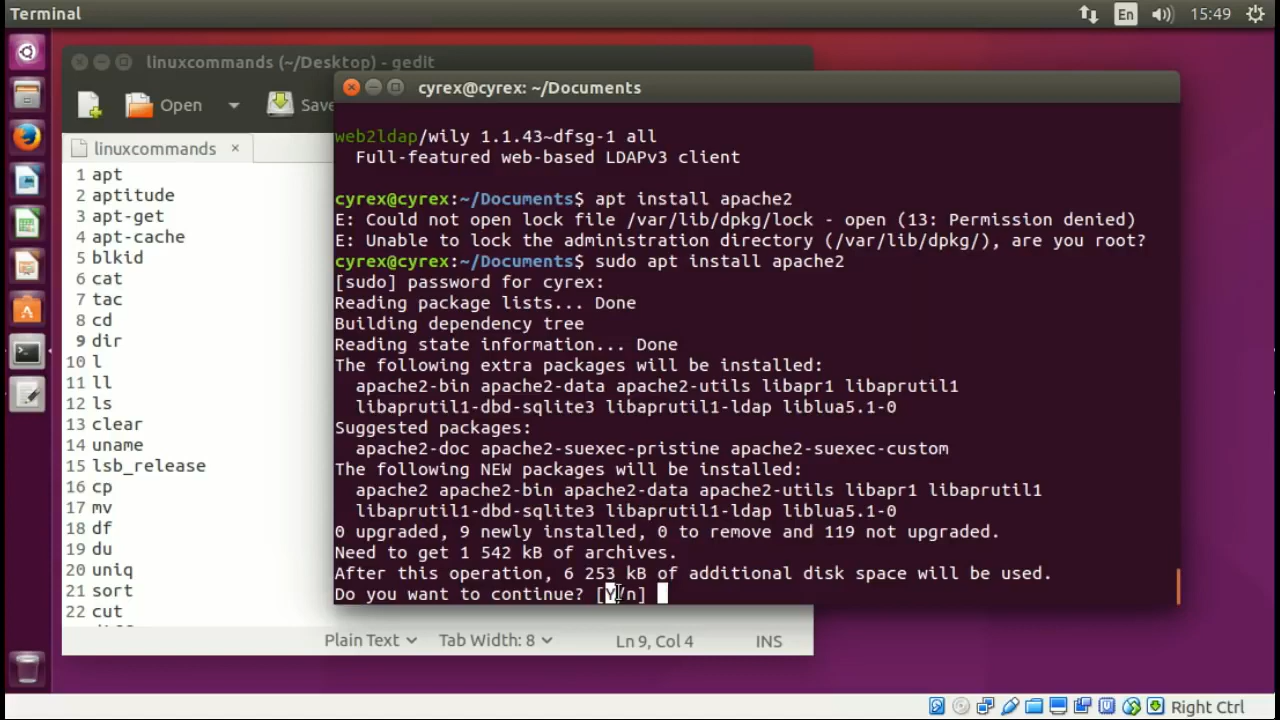 Terminal
En
15:49
linuxcommands (~/Desktop) - gedit
Open
Save
linuxcommands ×
1 apt
2 aptitude
3 apt-get
4 apt-cache
5 blkid
6 cat
7 tac
8 cd
9 dir
10 l
11 ll
12 ls
13 clear
14 uname
15 lsb_release
16 cp
17 mv
18 df
19 du
20 uniq
21 sort
22 cut
Plain Text
Tab Width: 8
Ln 9, Col 4
INS
cyrex@cyrex: ~/Documents
web2ldap/wily 1.1.43~dfsg-1 all
Full-featured web-based LDAPv3 client
cyrex@cyrex:~/Documents$ apt install apache2
E: Could not open lock file /var/lib/dpkg/lock - open (13: Permission denied)
E: Unable to lock the administration directory (/var/lib/dpkg/), are you root?
cyrex@cyrex:~/Documents$ sudo apt install apache2
[sudo] password for cyrex:
Reading package lists... Done
Building dependency tree
Reading state information... Done
The following extra packages will be installed:
apache2-bin apache2-data apache2-utils libapr1 libaprutil1
libaprutil1-dbd-sqlite3 libaprutil1-ldap liblua5.1-0
Suggested packages:
apache2-doc apache2-suexec-pristine apache2-suexec-custom
The following NEW packages will be installed:
apache2 apache2-bin apache2-data apache2-utils libapr1 libaprutil1
libaprutil1-dbd-sqlite3 libaprutil1-ldap liblua5.1-0
0 upgraded, 9 newly installed, 0 to remove and 119 not upgraded.
Need to get 1 542 kB of archives.
After this operation, 6 253 kB of additional disk space will be used.
Do you want to continue? [Y/n]
Right Ctrl